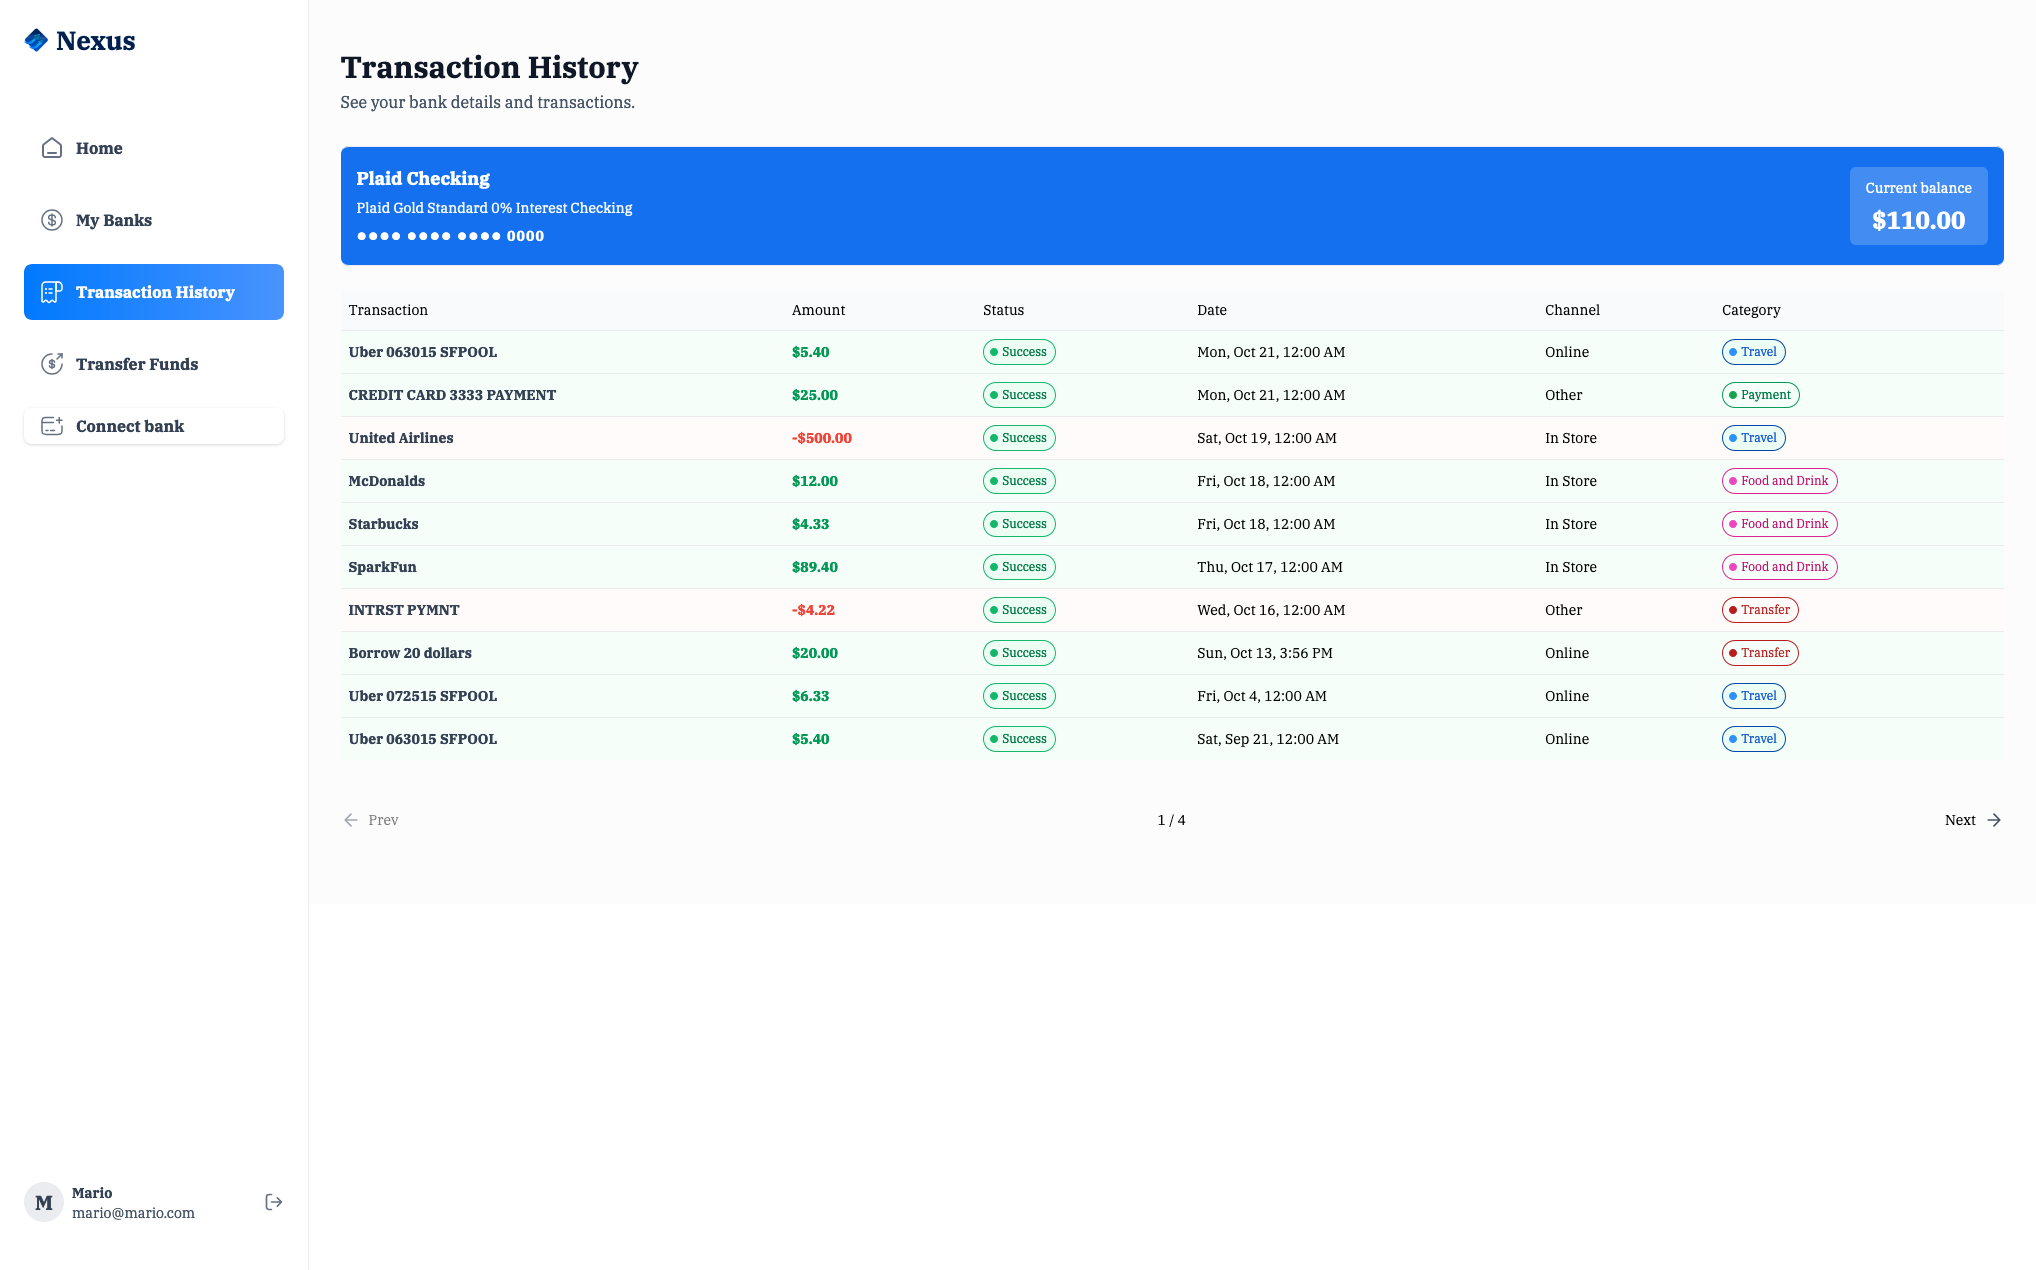 Nexus
Home
My Banks
Transaction History
Transfer Funds
Connect bank
M
Mario
mario@mario.com
Transaction History
See your bank details and transactions.
Plaid Checking
Plaid Gold Standard 0% Interest Checking
●●●● ●●●● ●●●● 0000
Current balance
$110.00
Transaction Amount Status Date Channel Category
Uber 063015 SFPOOL $5.40 Success Mon, Oct 21, 12:00 AM Online Travel
CREDIT CARD 3333 PAYMENT $25.00 Success Mon, Oct 21, 12:00 AM Other Payment
United Airlines -$500.00 Success Sat, Oct 19, 12:00 AM In Store Travel
McDonalds $12.00 Success Fri, Oct 18, 12:00 AM In Store Food and Drink
Starbucks $4.33 Success Fri, Oct 18, 12:00 AM In Store Food and Drink
SparkFun $89.40 Success Thu, Oct 17, 12:00 AM In Store Food and Drink
INTRST PYMNT -$4.22 Success Wed, Oct 16, 12:00 AM Other Transfer
Borrow 20 dollars $20.00 Success Sun, Oct 13, 3:56 PM Online Transfer
Uber 072515 SFPOOL $6.33 Success Fri, Oct 4, 12:00 AM Online Travel
Uber 063015 SFPOOL $5.40 Success Sat, Sep 21, 12:00 AM Online Travel
Prev 1 / 4 Next